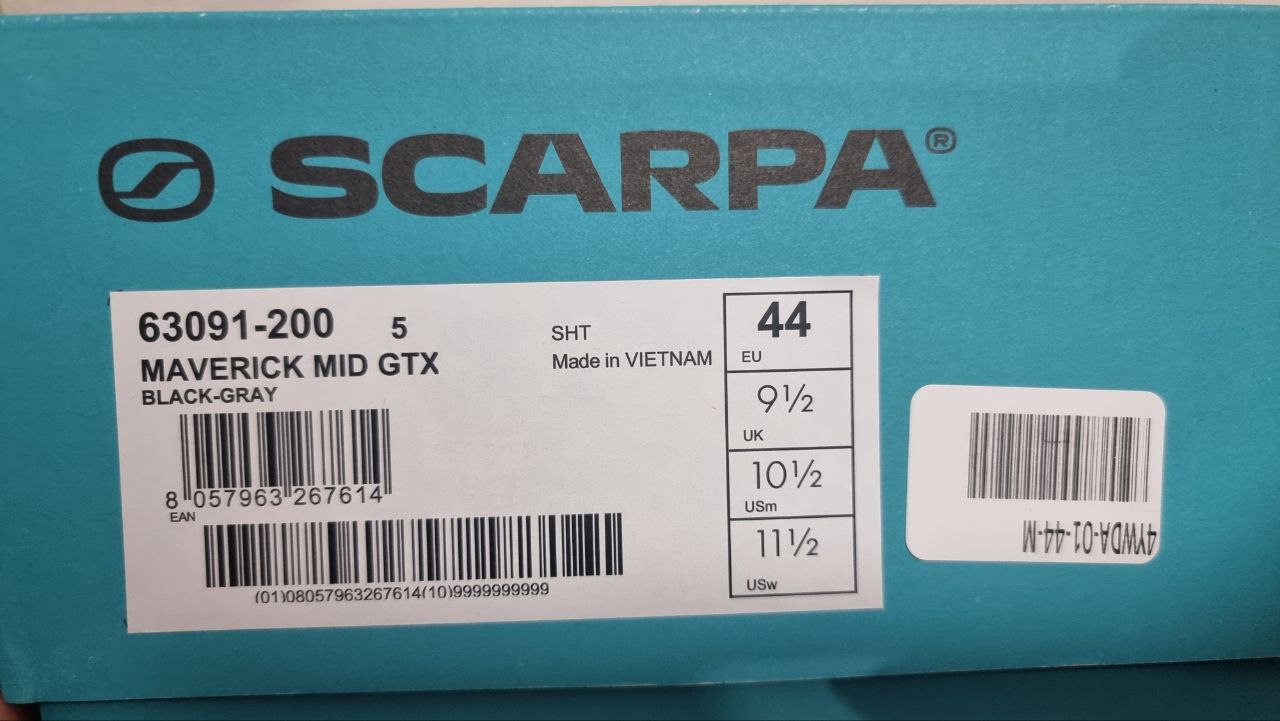 SCARPA®
63091-200 5
MAVERICK MID GTX
BLACK-GRAY
SHT
Made in VIETNAM
8 057963 267614
EAN
(01)08057963267614(10)9999999999
44
EU
9½
UK
10½
USm
11½
USw
4YWDA-01-44-M